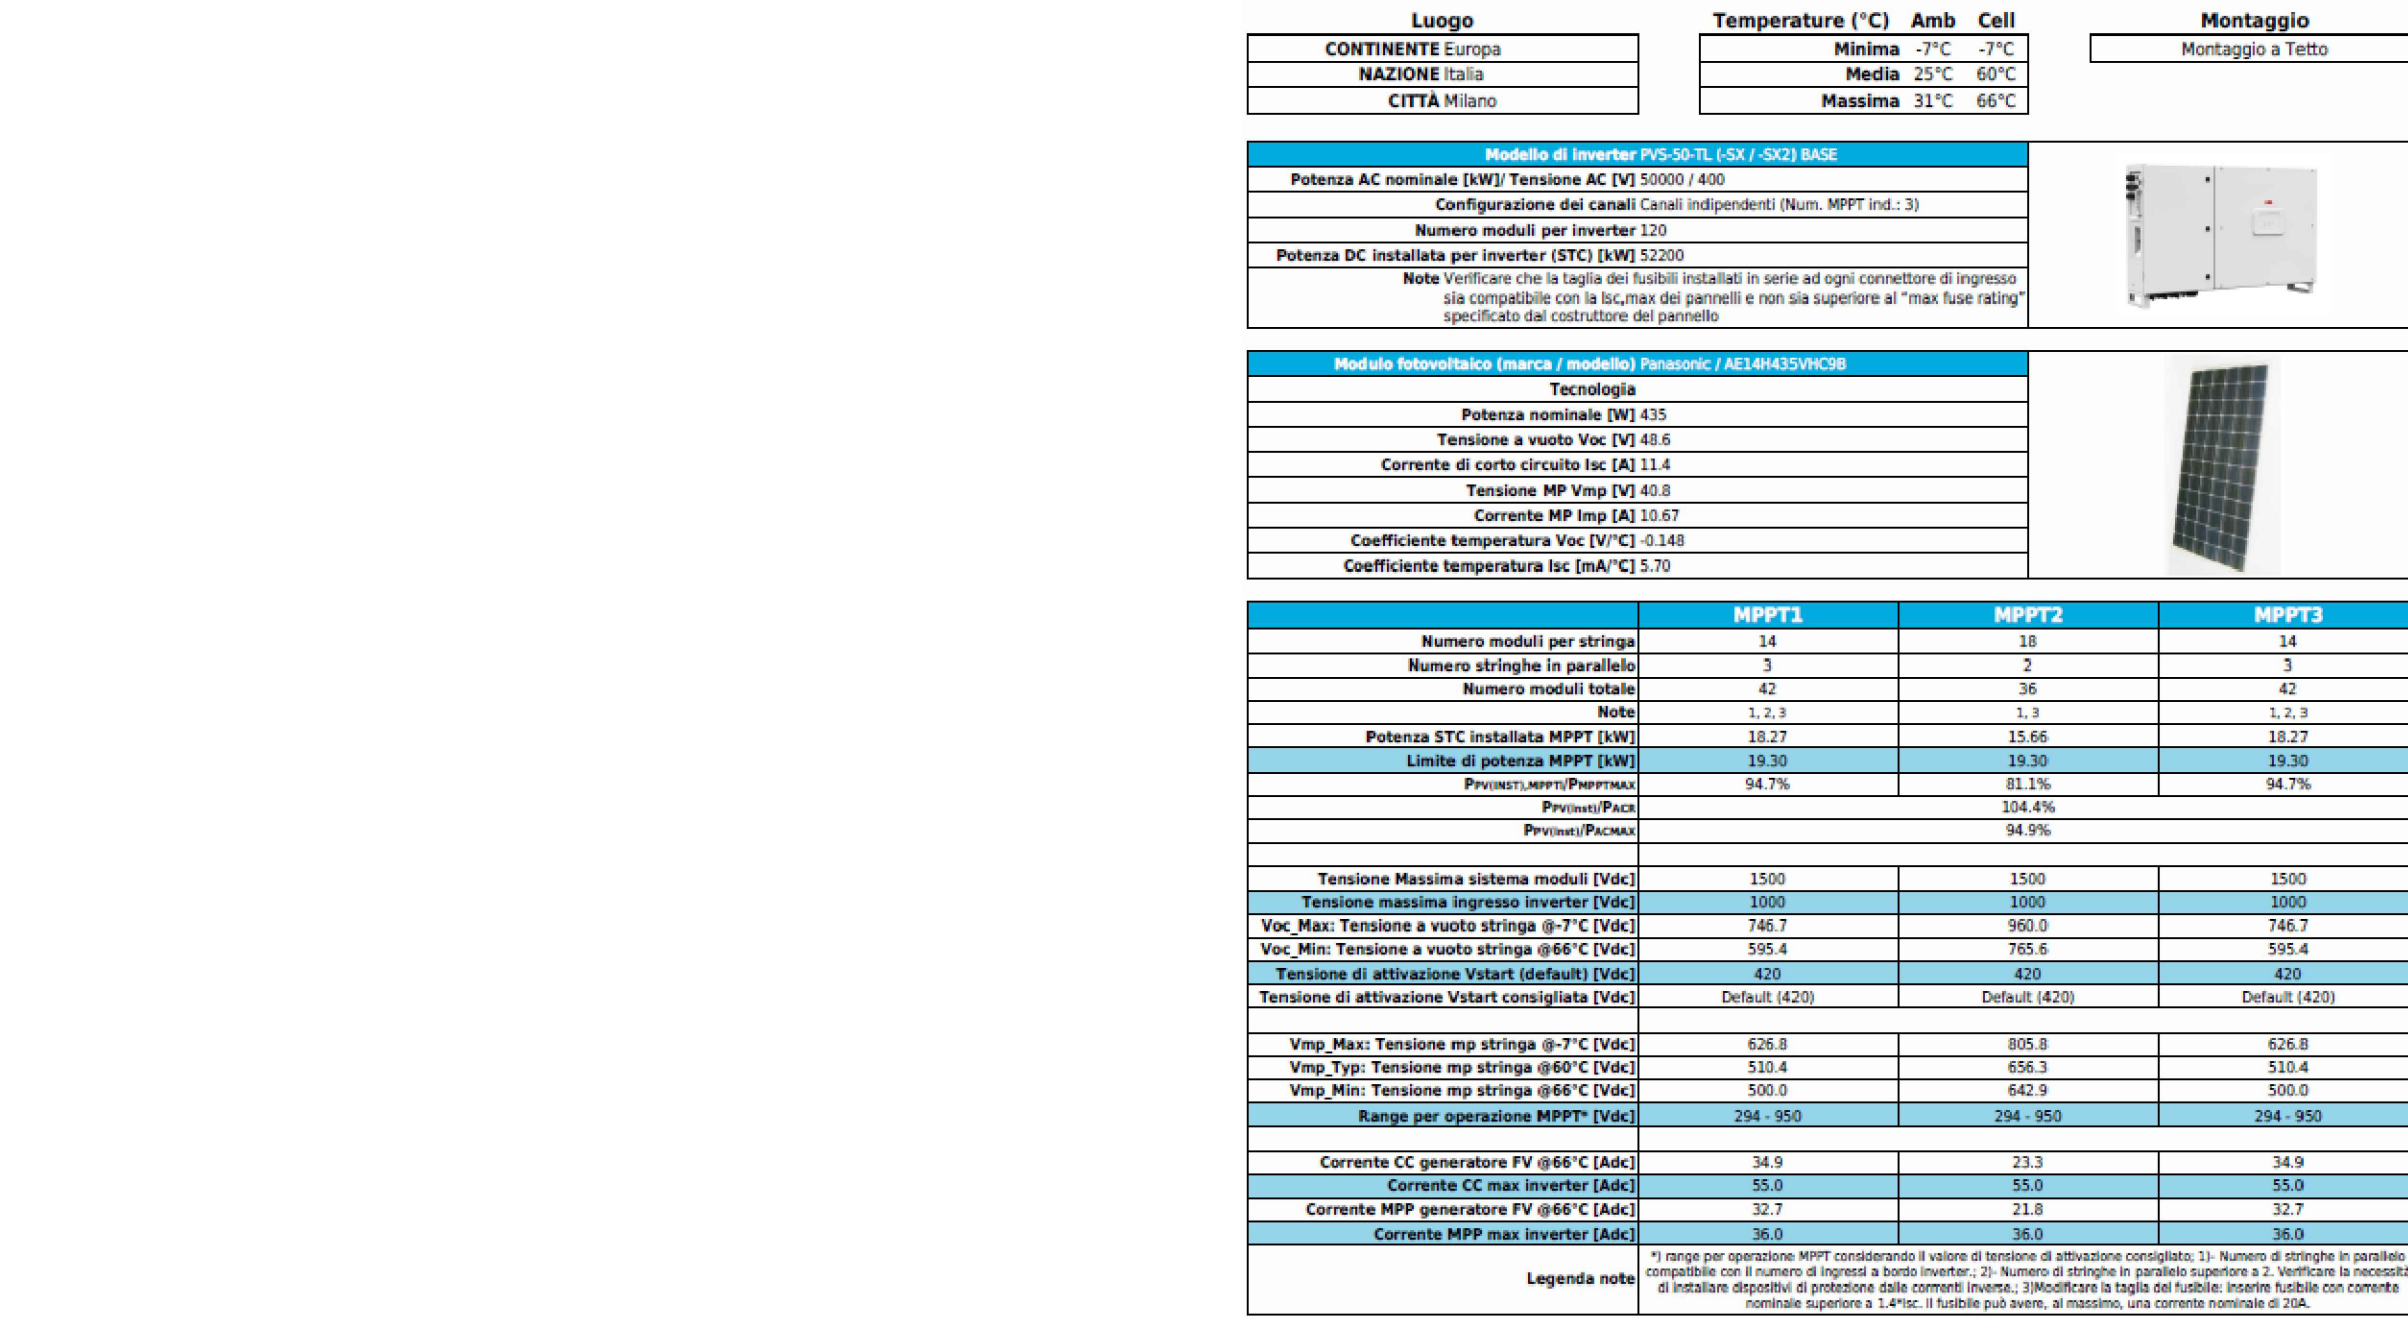 Luogo Temperature (°C) Amb Cell Montaggio
CONTINENTE Europa Minima -7°C -7°C Montaggio a Tetto
NAZIONE Italia Media 25°C 60°C
CITTÀ Milano Massima 31°C 66°C
Modello di inverter PVS-50-TL (-SX / -SX2) BASE
Potenza AC nominale [kW]/ Tensione AC [V] 50000 / 400
Configurazione dei canali Canali indipendenti (Num. MPPT ind.: 3)
Numero moduli per inverter 120
Potenza DC installata per inverter (STC) [kW] 52200
Note Verificare che la taglia dei fusibili installati in serie ad ogni connettore di ingresso
sia compatibile con la Isc,max dei pannelli e non sia superiore al "max fuse rating"
specificato dal costruttore del pannello
Modulo fotovoltaico (marca / modello) Panasonic / AE14H435VHC9B
Tecnologia
Potenza nominale [W] 435
Tensione a vuoto Voc [V] 48.6
Corrente di corto circuito Isc [A] 11.4
Tensione MP Vmp [V] 40.8
Corrente MP Imp [A] 10.67
Coefficiente temperatura Voc [V/°C] -0.148
Coefficiente temperatura Isc [mA/°C] 5.70
MPPT1 MPPT2 MPPT3
Numero moduli per stringa 14 18 14
Numero stringhe in parallelo 3 2 3
Numero moduli totale 42 36 42
Note 1, 2, 3 1, 3 1, 2, 3
Potenza STC installata MPPT [kW] 18.27 15.66 18.27
Limite di potenza MPPT [kW] 19.30 19.30 19.30
PPV(INST),MPPTI/PMPPTMAX 94.7% 81.1% 94.7%
PPV(Inst)/PACR 104.4%
PPV(Inst)/PACMAX 94.9%
Tensione Massima sistema moduli [Vdc] 1500 1500 1500
Tensione massima ingresso inverter [Vdc] 1000 1000 1000
Voc_Max: Tensione a vuoto stringa @-7°C [Vdc] 746.7 960.0 746.7
Voc_Min: Tensione a vuoto stringa @66°C [Vdc] 595.4 765.6 595.4
Tensione di attivazione Vstart (default) [Vdc] 420 420 420
Tensione di attivazione Vstart consigliata [Vdc] Default (420) Default (420) Default (420)
Vmp_Max: Tensione mp stringa @-7°C [Vdc] 626.8 805.8 626.8
Vmp_Typ: Tensione mp stringa @60°C [Vdc] 510.4 656.3 510.4
Vmp_Min: Tensione mp stringa @66°C [Vdc] 500.0 642.9 500.0
Range per operazione MPPT* [Vdc] 294 - 950 294 - 950 294 - 950
Corrente CC generatore FV @66°C [Adc] 34.9 23.3 34.9
Corrente CC max inverter [Adc] 55.0 55.0 55.0
Corrente MPP generatore FV @66°C [Adc] 32.7 21.8 32.7
Corrente MPP max inverter [Adc] 36.0 36.0 36.0
Legenda note *) range per operazione MPPT considerando il valore di tensione di attivazione consigliato; 1)- Numero di stringhe in parallelo
compatibile con il numero di ingressi a bordo inverter.; 2)- Numero di stringhe in parallelo superiore a 2. Verificare la necessità
di installare dispositivi di protezione dalle correnti inverse.; 3)Modificare la taglia del fusibile: inserire fusibile con corrente
nominale superiore a 1.4*Isc. Il fusibile può avere, al massimo, una corrente nominale di 20A.